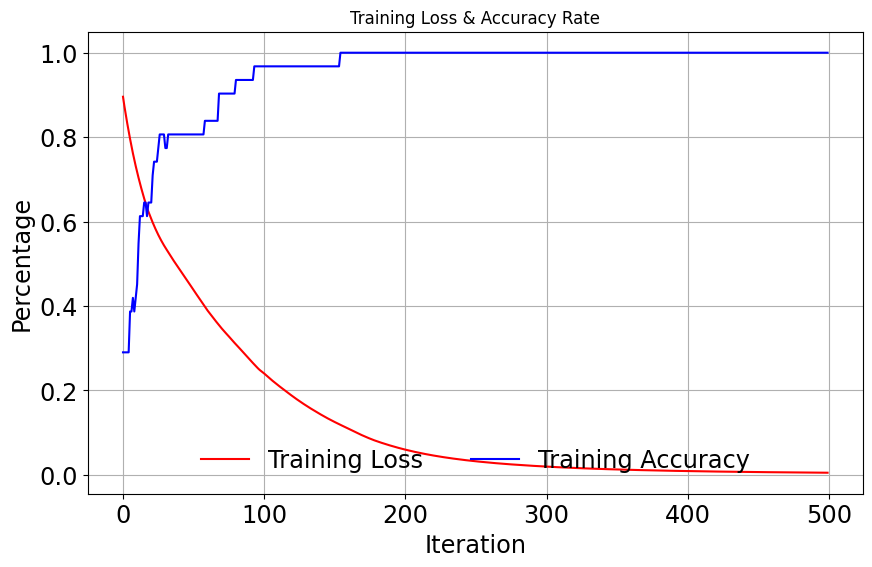 Training Loss & Accuracy Rate
1.0
0.8
0.6
0.4
0.2
0.0
Percentage
Training Loss Training Accuracy
0 100 200 300 400 500
Iteration